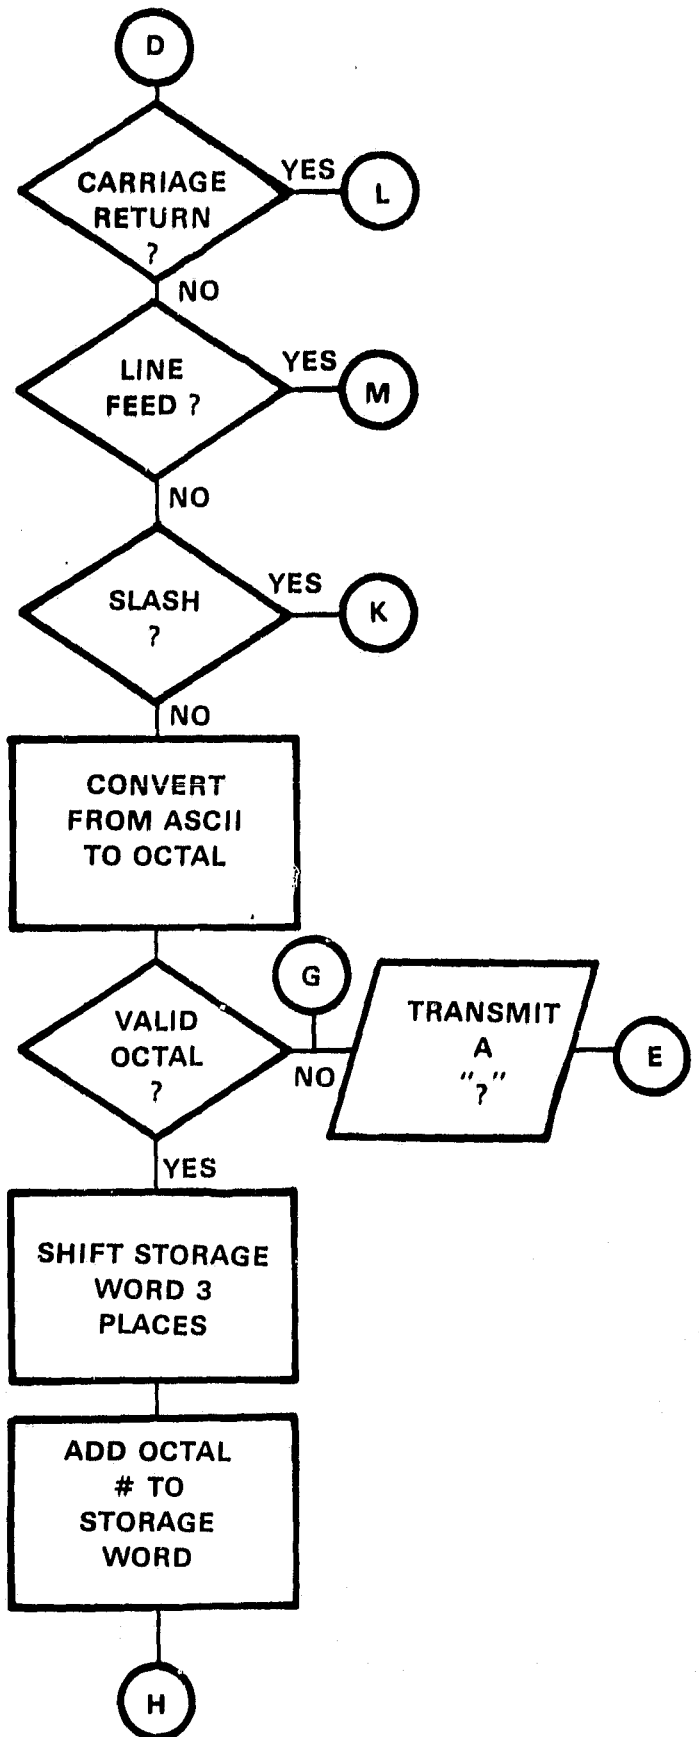 D
CARRIAGE
RETURN
?
YES
L
NO
LINE
FEED ?
YES
M
NO
SLASH
?
YES
K
NO
CONVERT
FROM ASCII
TO OCTAL
VALID
OCTAL
?
NO
G
TRANSMIT
A
"?"
E
YES
SHIFT STORAGE
WORD 3
PLACES
ADD OCTAL
# TO
STORAGE
WORD
H